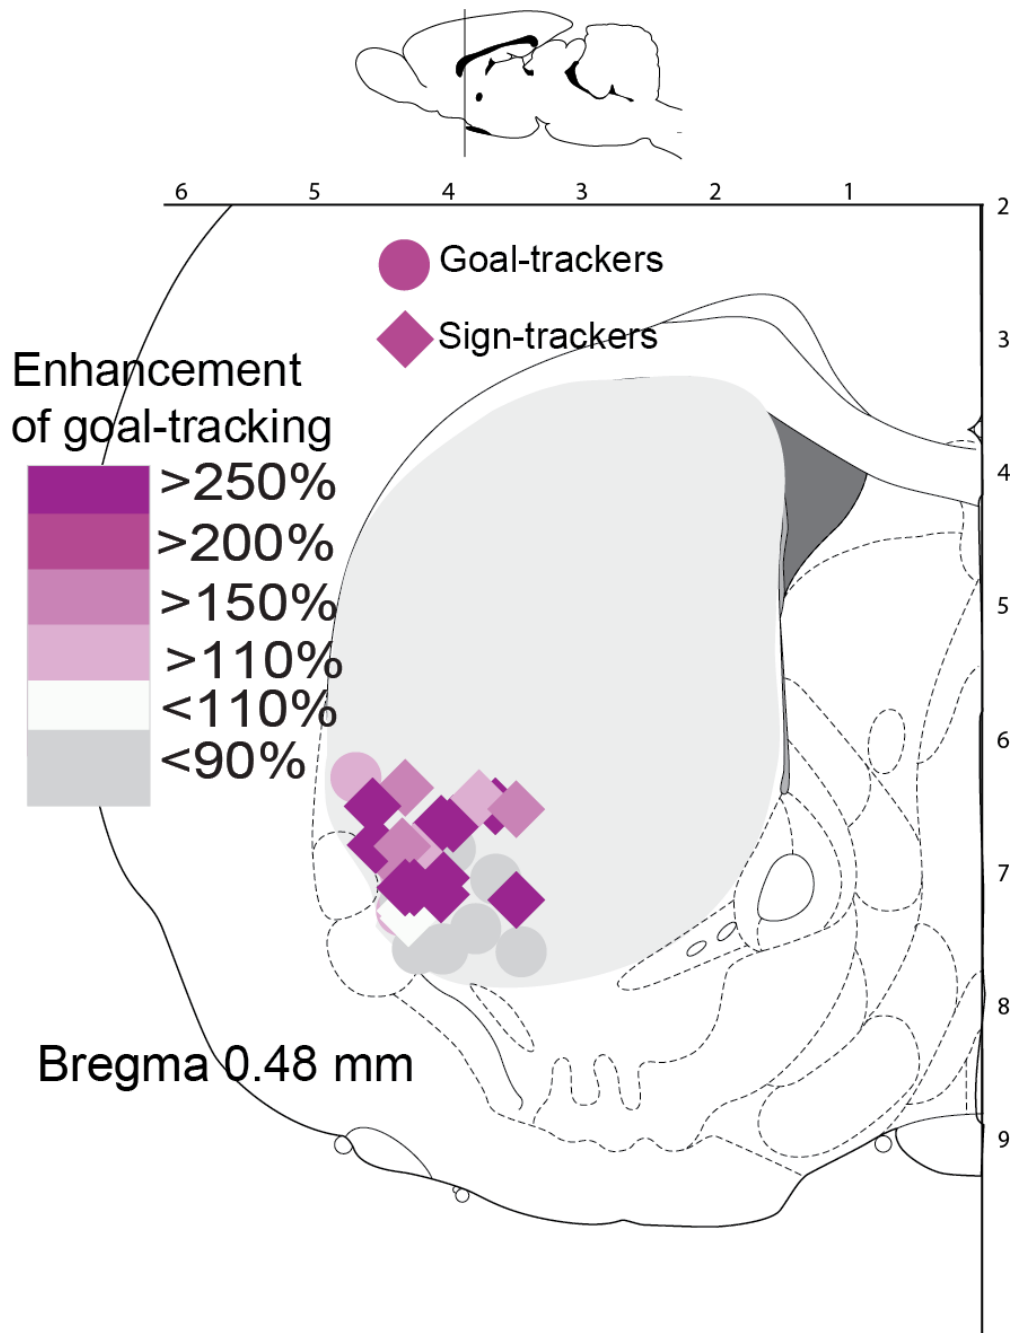 6 5 4 3 2 1
2
Goal-trackers
Sign-trackers
3
Enhancement
of goal-tracking
4
>250%
>200%
5
>150%
>110%
<110%
6
<90%
7
8
Bregma 0.48 mm
9